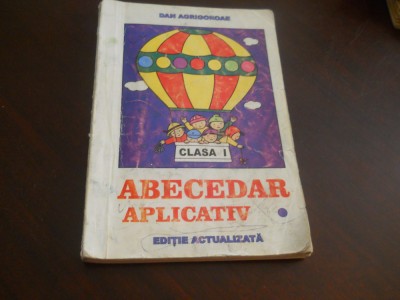 DAN AGRIGOROAE
CLASA I
ABECEDAR
APLICATIV
EDIȚIE ACTUALIZATĂ